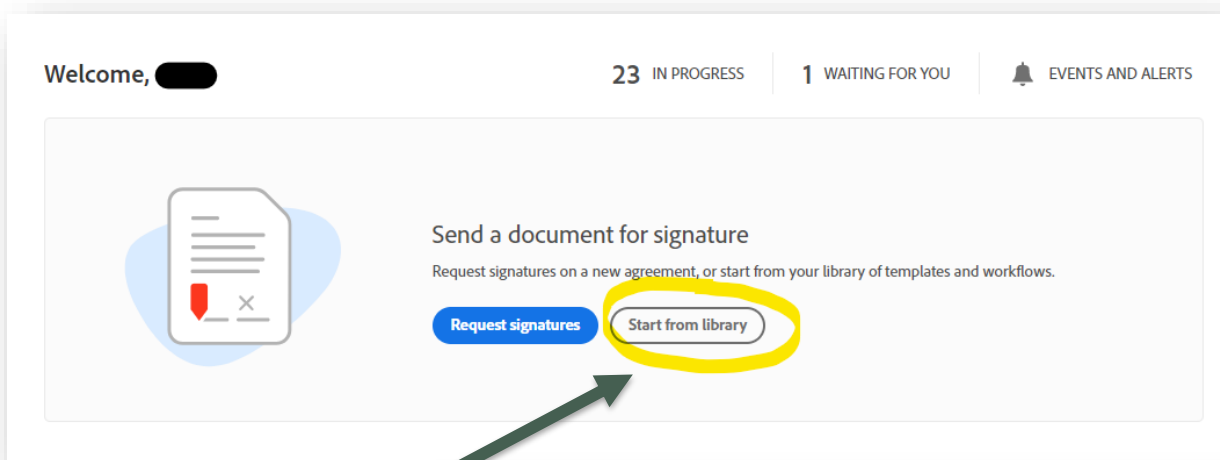 Welcome,
23 IN PROGRESS
1 WAITING FOR YOU
EVENTS AND ALERTS
Send a document for signature
Request signatures on a new agreement, or start from your library of templates and workflows.
Request signatures
Start from library